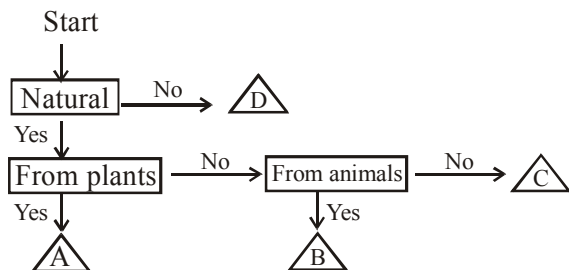 Start
Natural
No
D
Yes
From plants
No
From animals
No
C
Yes
Yes
A
B